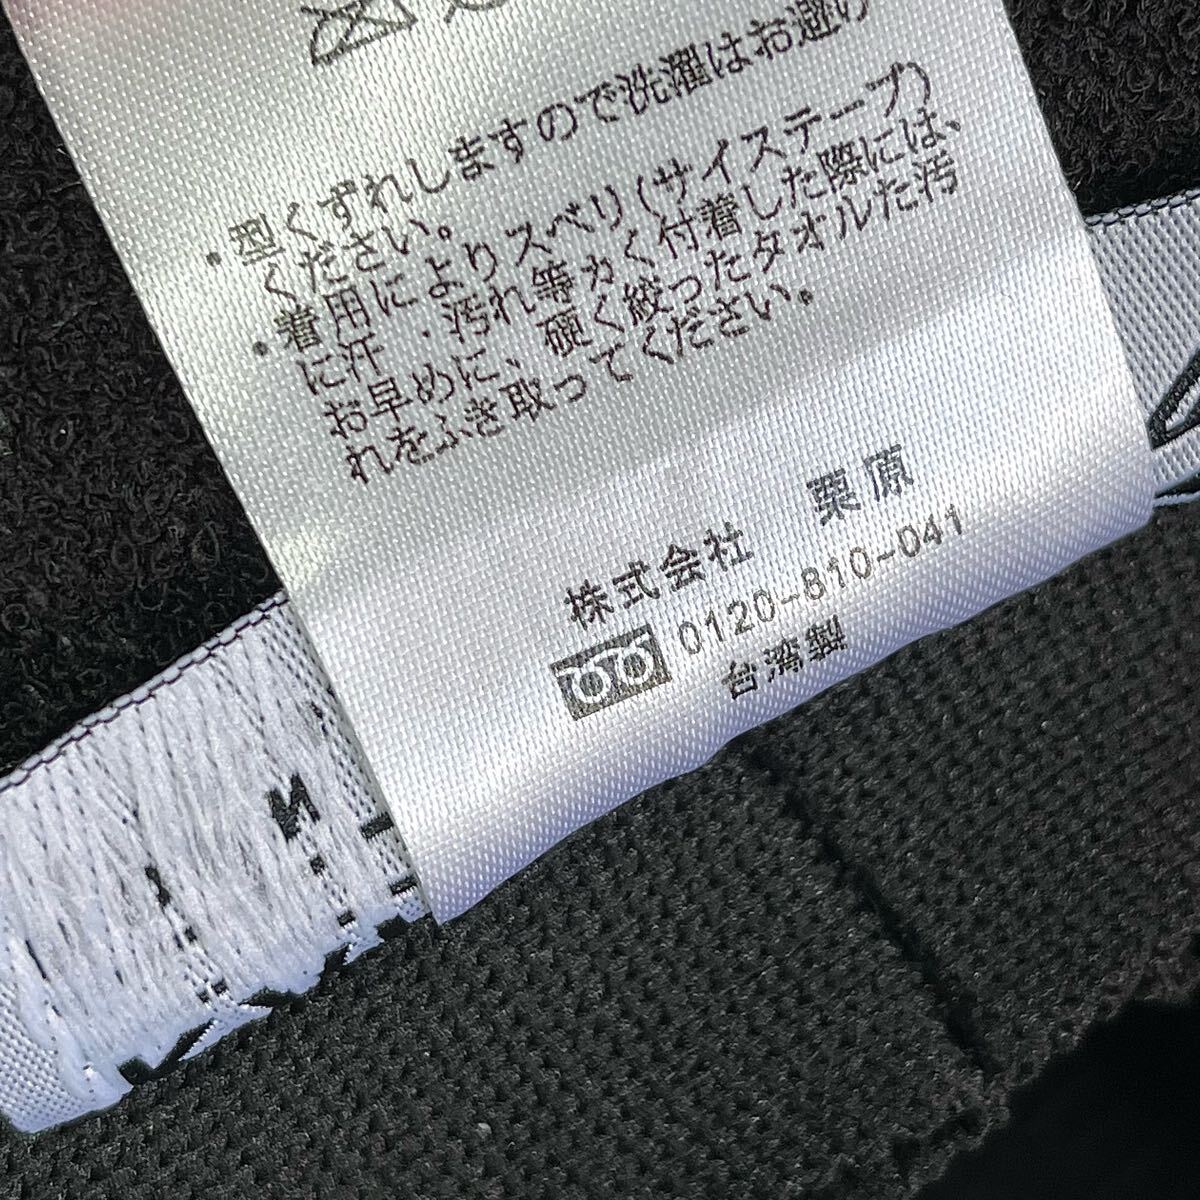 ・型くずれしますので洗濯はお避け
ください。
・着用によりスベリ(サイズテープ)
に汗・汚れ等が付着した際には、
お早めに、硬く絞ったタオルで汚
れをふき取ってください。
株式会社 栗原
0120-810-041
台湾製